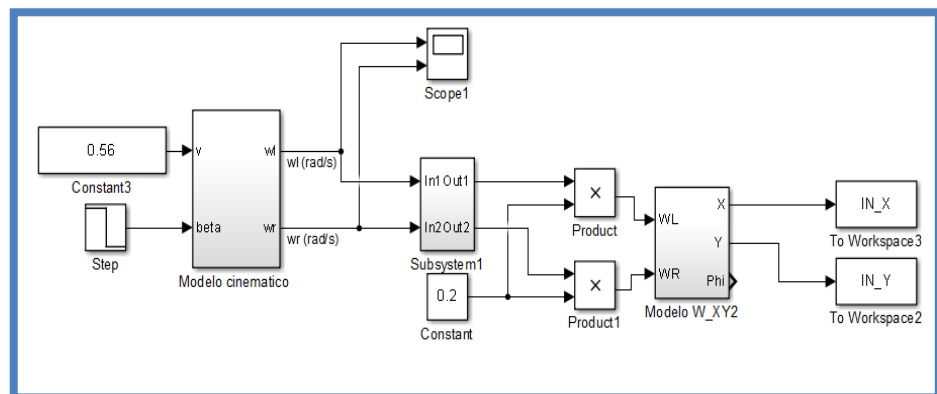 Scope1
0.56
Constant3
v
wl
beta
wr
Modelo cinematico
wl (rad/s)
wr (rad/s)
Step
In1 Out1
In2 Out2
Subsystem1
0.2
Constant
×
Product
×
Product1
WL
WR
X
Y
Phi
Modelo W_XY2
IN_X
To Workspace3
IN_Y
To Workspace2